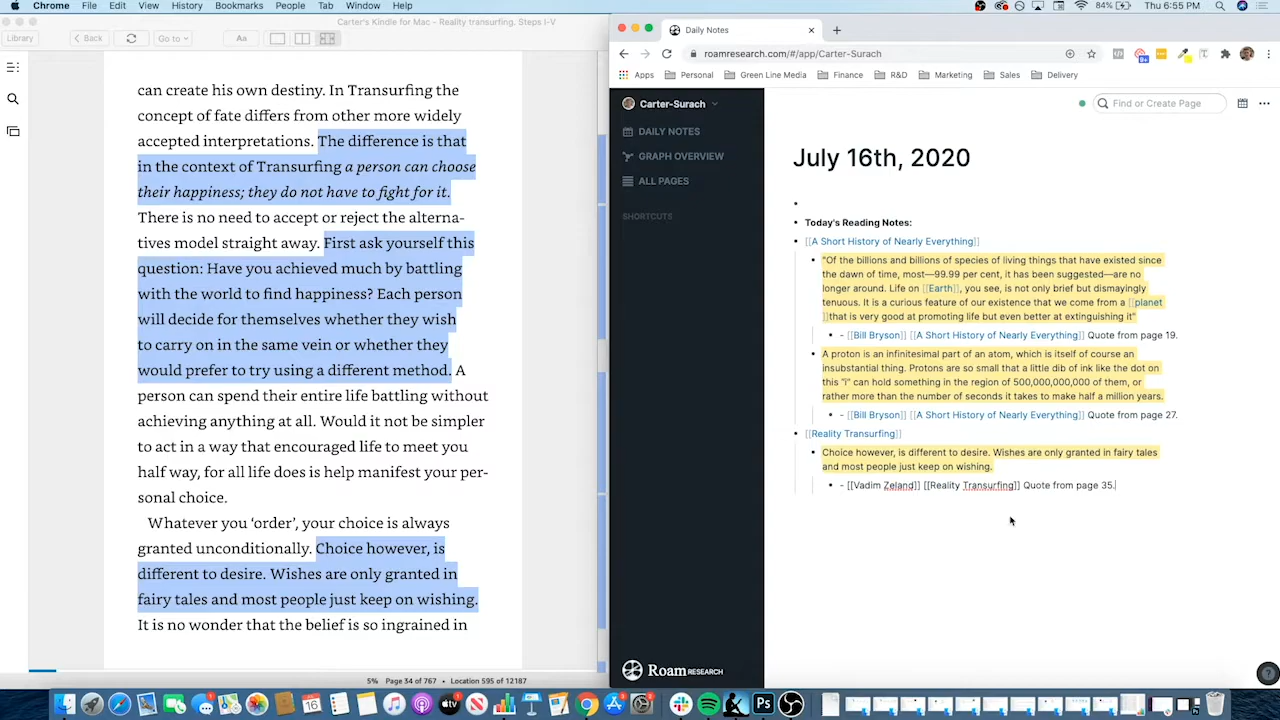 Chrome File Edit View History Bookmarks People Tab Window Help
84% Thu 6:55 PM
Carter's Kindle for Mac - Reality transurfing. Steps I-V
Library Back Go to Aa
can create his own destiny. In Transurfing the
concept of fate differs from other more widely
accepted interpretations. The difference is that
in the context of Transurfing a person can choose
their happiness; they do not have to fight for it.
There is no need to accept or reject the alterna-
tives model straight away. First ask yourself this
question: Have you achieved much by battling
with the world to find happiness? Each person
will decide for themselves whether they wish
to carry on in the same vein or whether they
would prefer to try using a different method. A
person can spend their entire life battling without
achieving anything at all. Would it not be simpler
to act in a way that encouraged life to meet you
half way, for all life does is help manifest your per-
sonal choice.
Whatever you ‘order’, your choice is always
granted unconditionally. Choice however, is
different to desire. Wishes are only granted in
fairy tales and most people just keep on wishing.
It is no wonder that the belief is so ingrained in
5% Page 34 of 767 • Location 595 of 12187
Daily Notes
roamresearch.com/#/app/Carter-Surach
Apps Personal Green Line Media Finance R&D Marketing Sales Delivery
Carter-Surach
DAILY NOTES
GRAPH OVERVIEW
ALL PAGES
SHORTCUTS
Roam RESEARCH
Find or Create Page
July 16th, 2020
Today's Reading Notes:
[[A Short History of Nearly Everything]]
"Of the billions and billions of species of living things that have existed since
the dawn of time, most—99.99 per cent, it has been suggested—are no
longer around. Life on [[Earth]], you see, is not only brief but dismayingly
tenuous. It is a curious feature of our existence that we come from a [[planet
]]that is very good at promoting life but even better at extinguishing it"
- [[Bill Bryson]] [[A Short History of Nearly Everything]] Quote from page 19.
A proton is an infinitesimal part of an atom, which is itself of course an
insubstantial thing. Protons are so small that a little dib of ink like the dot on
this "i" can hold something in the region of 500,000,000,000 of them, or
rather more than the number of seconds it takes to make half a million years.
- [[Bill Bryson]] [[A Short History of Nearly Everything]] Quote from page 27.
[[Reality Transurfing]]
Choice however, is different to desire. Wishes are only granted in fairy tales
and most people just keep on wishing.
- [[Vadim Zeland]] [[Reality Transurfing]] Quote from page 35.